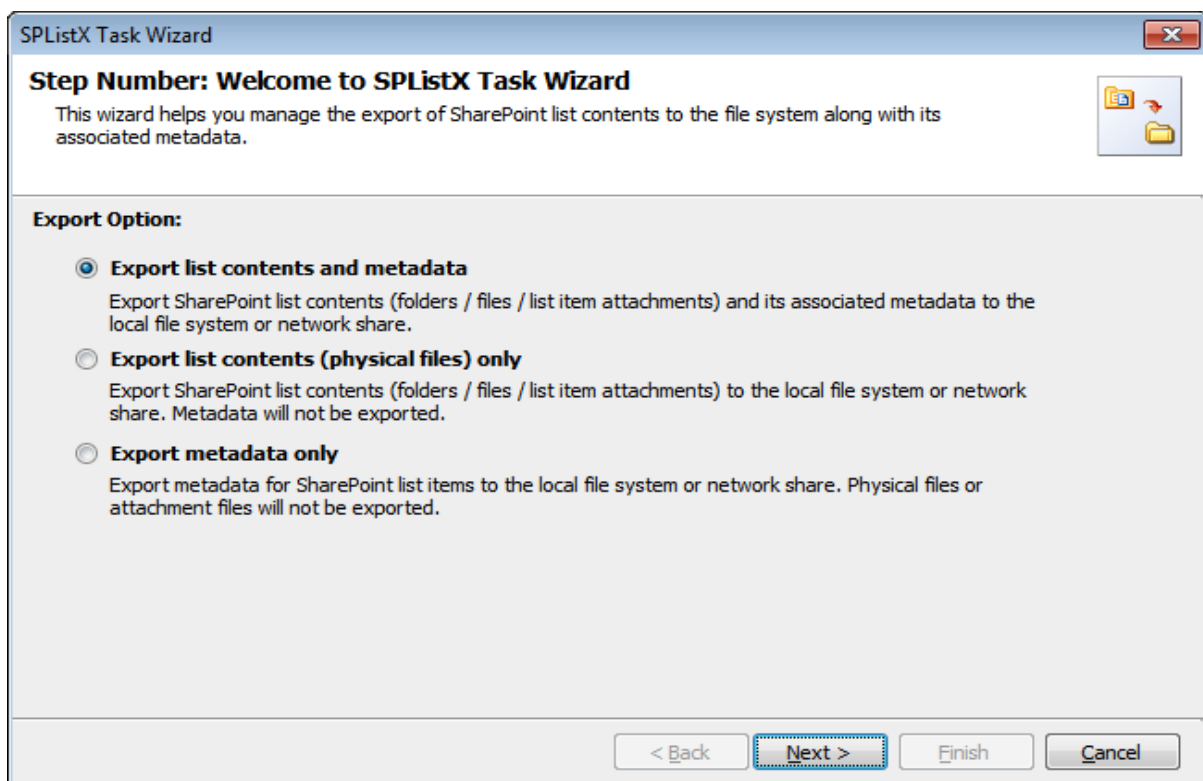 SPListX Task Wizard
Step Number: Welcome to SPListX Task Wizard
This wizard helps you manage the export of SharePoint list contents to the file system along with its
associated metadata.
Export Option:
Export list contents and metadata
Export SharePoint list contents (folders / files / list item attachments) and its associated metadata to the
local file system or network share.
Export list contents (physical files) only
Export SharePoint list contents (folders / files / list item attachments) to the local file system or network
share. Metadata will not be exported.
Export metadata only
Export metadata for SharePoint list items to the local file system or network share. Physical files or
attachment files will not be exported.
< Back Next > Finish Cancel